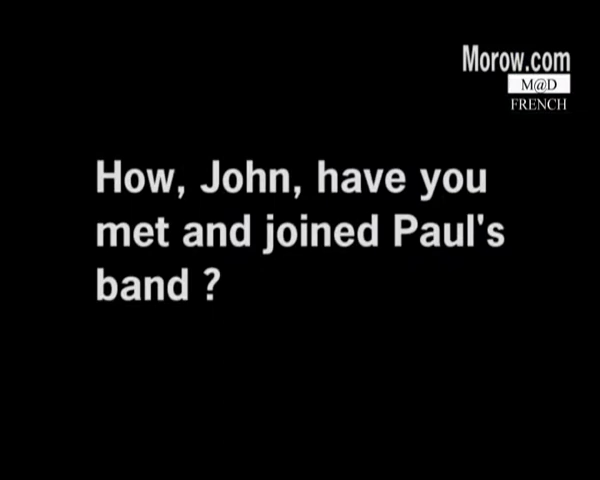 Morow.com
M@D
FRENCH
How, John, have you
met and joined Paul's
band ?